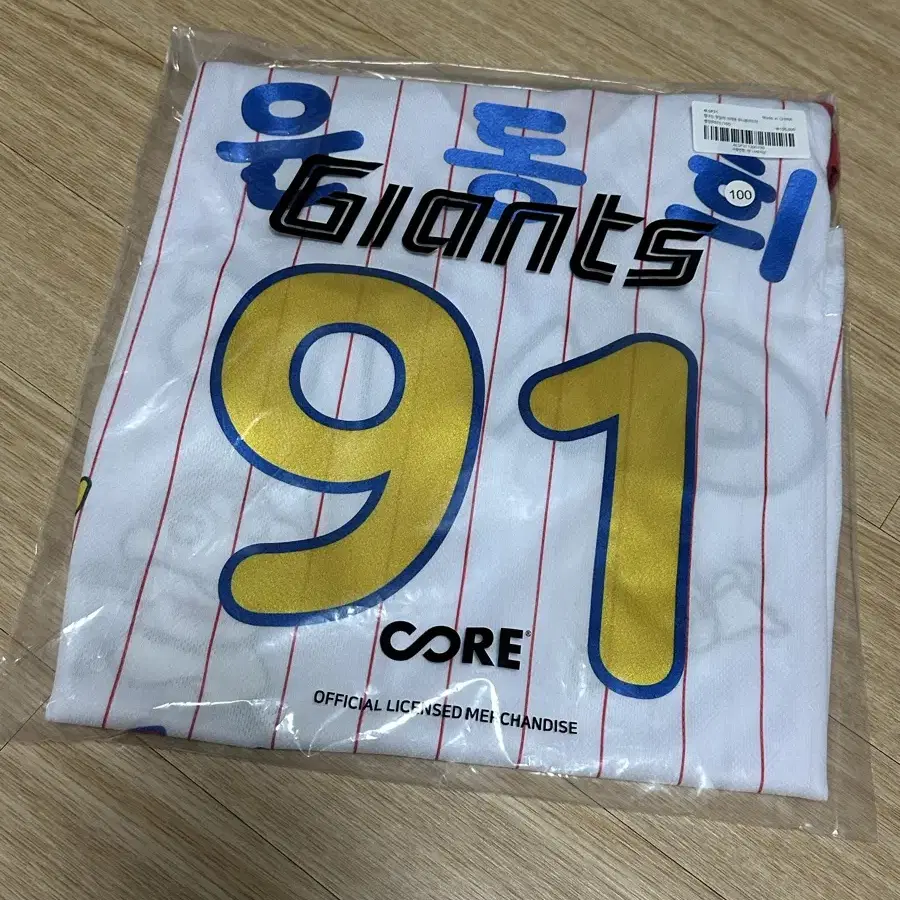 윤동희
Giants
100
91
CORE®
OFFICIAL LICENSED MERCHANDISE